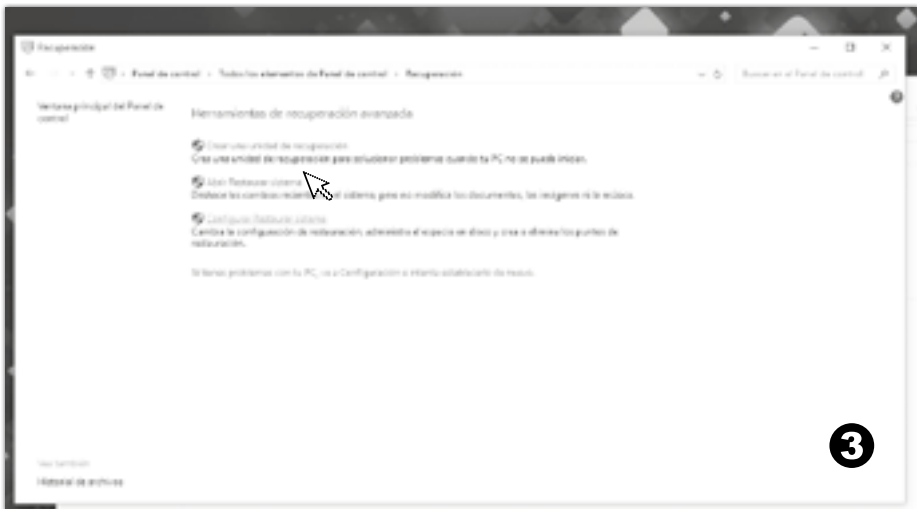 Recuperación
Panel de control › Todos los elementos de Panel de control › Recuperación
Buscar en el Panel de control
Ventana principal del Panel de
control
Herramientas de recuperación avanzada
Crear una unidad de recuperación
Crea una unidad de recuperación para solucionar problemas cuando tu PC no se puede iniciar.
Abrir Restaurar sistema
Deshace los cambios recientes el sistema, pero no modifica los documentos, las imágenes ni la música.
Configurar Restaurar sistema
Cambia la configuración de restauración, administra el espacio en disco y crea o elimina los puntos de
restauración.
Si tienes problemas con tu PC, ve a Configuración e intenta establecerlo de nuevo.
3
Vea también
Historial de archivos